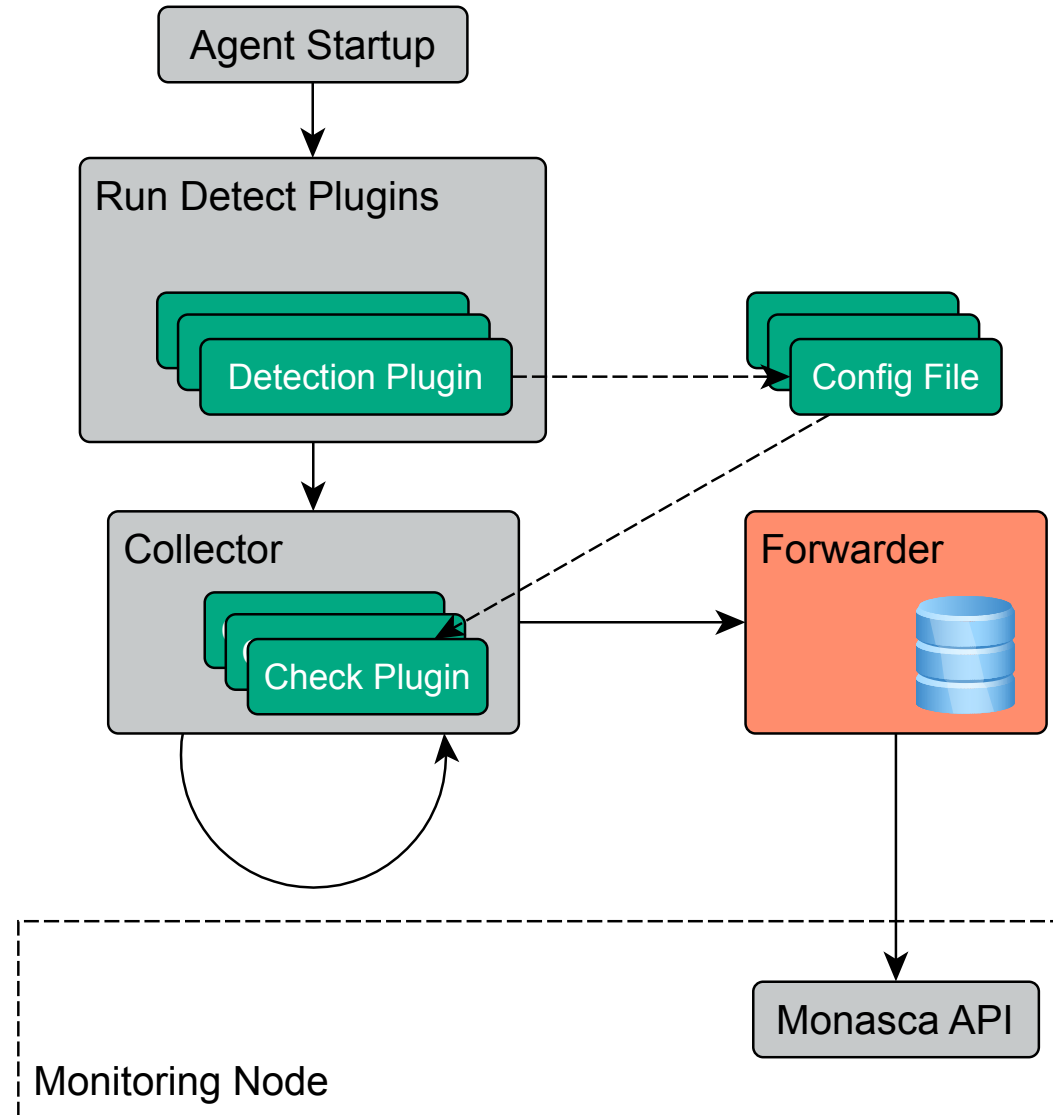 Agent Startup
Run Detect Plugins
Detection Plugin
Config File
Collector
Check Plugin
Forwarder
Monasca API
Monitoring Node